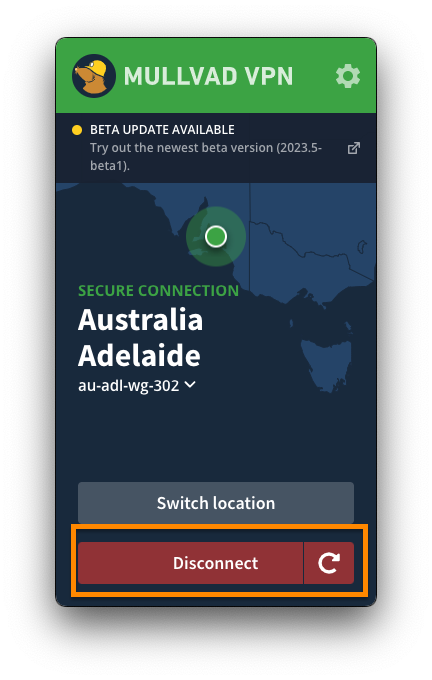 MULLVAD VPN
BETA UPDATE AVAILABLE
Try out the newest beta version (2023.5-
beta1).
SECURE CONNECTION
Australia
Adelaide
au-adl-wg-302
Switch location
Disconnect